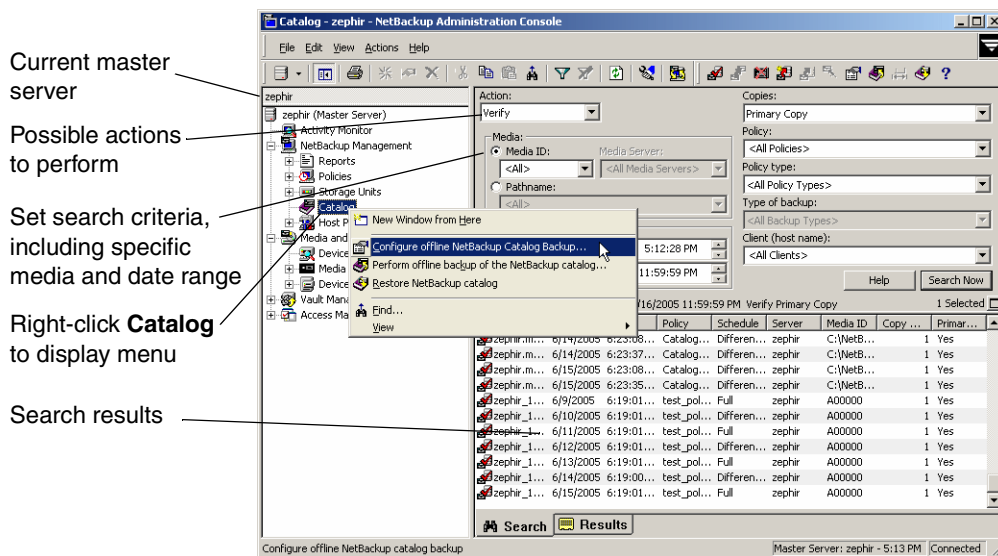 Catalog - zephir - NetBackup Administration Console
File Edit View Actions Help
Current master
server
Possible actions
to perform
Set search criteria,
including specific
media and date range
Right-click Catalog
to display menu
Search results
zephir
zephir (Master Server)
Activity Monitor
NetBackup Management
Reports
Policies
Storage Units
Catalog
Host P
Media and
Device
Media
Device
Vault Mana
Access Ma
New Window from Here
Configure offline NetBackup Catalog Backup...
Perform offline backup of the NetBackup catalog...
Restore NetBackup catalog
Find...
View
Action:
Verify
Media:
Media ID:
Media Server:
<All>
<All Media Servers>
Pathname:
<All>
5:12:28 PM
11:59:59 PM
Copies:
Primary Copy
Policy:
<All Policies>
Policy type:
<All Policy Types>
Type of backup:
<All Backup Types>
Client (host name):
<All Clients>
Help
Search Now
/16/2005 11:59:59 PM Verify Primary Copy
1 Selected
Policy Schedule Server Media ID Copy ... Primar...
zephir.m... 6/14/2005 6:23:08... Catalog... Differen... zephir C:\NetB... 1 Yes
zephir.m... 6/14/2005 6:23:37... Catalog... Differen... zephir C:\NetB... 1 Yes
zephir.m... 6/15/2005 6:23:08... Catalog... Differen... zephir C:\NetB... 1 Yes
zephir.m... 6/15/2005 6:23:35... Catalog... Differen... zephir C:\NetB... 1 Yes
zephir_1... 6/9/2005 6:19:01... test_pol... Full zephir A00000 1 Yes
zephir_1... 6/10/2005 6:19:01... test_pol... Differen... zephir A00000 1 Yes
zephir_1... 6/11/2005 6:19:01... test_pol... Full zephir A00000 1 Yes
zephir_1... 6/12/2005 6:19:01... test_pol... Differen... zephir A00000 1 Yes
zephir_1... 6/13/2005 6:19:01... test_pol... Full zephir A00000 1 Yes
zephir_1... 6/14/2005 6:19:00... test_pol... Differen... zephir A00000 1 Yes
zephir_1... 6/15/2005 6:19:01... test_pol... Full zephir A00000 1 Yes
Search
Results
Configure offline NetBackup catalog backup
Master Server: zephir - 5:13 PM
Connected